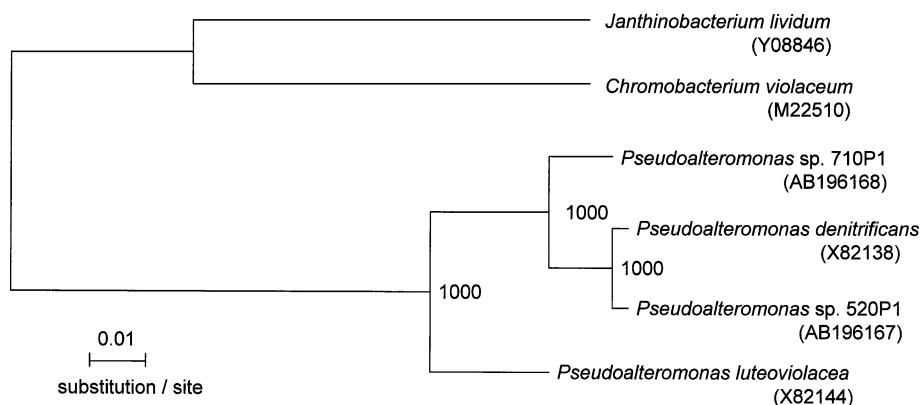 Janthinobacterium lividum
(Y08846)
Chromobacterium violaceum
(M22510)
Pseudoalteromonas sp. 710P1
(AB196168)
1000
Pseudoalteromonas denitrificans
(X82138)
1000
1000
Pseudoalteromonas sp. 520P1
(AB196167)
0.01
substitution / site
Pseudoalteromonas luteoviolacea
(X82144)